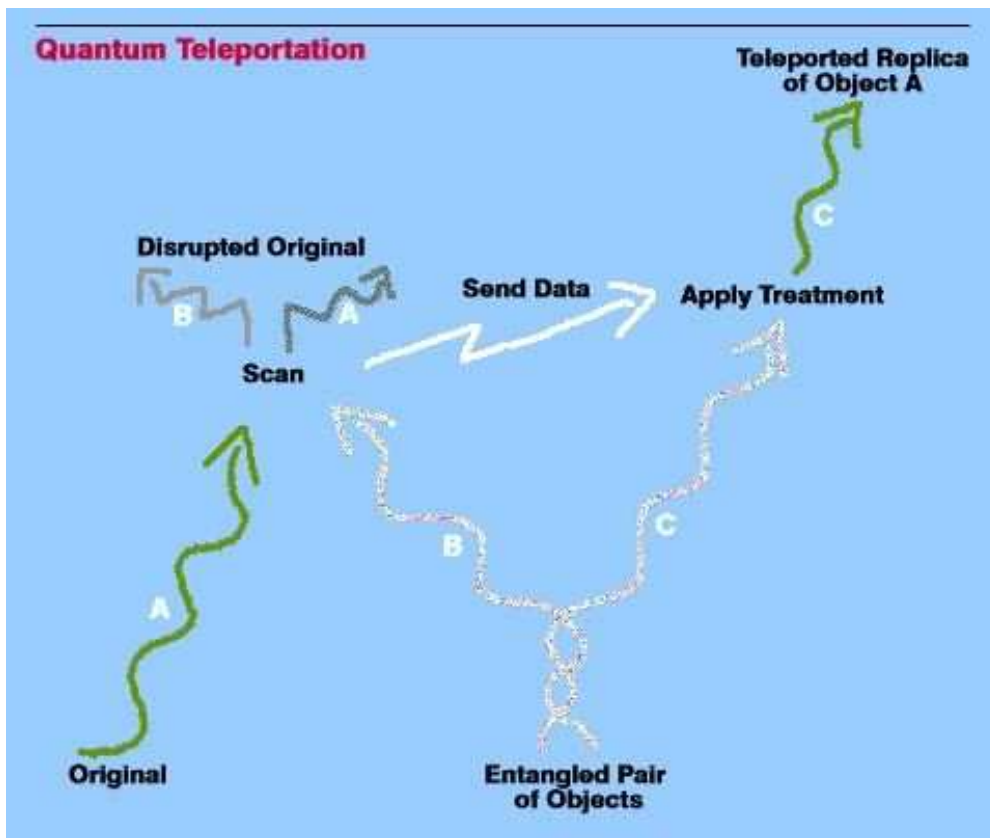 Quantum Teleportation
Teleported Replica
of Object A
C
Disrupted Original
B
A
Send Data
Apply Treatment
Scan
B
C
A
Original
Entangled Pair
of Objects